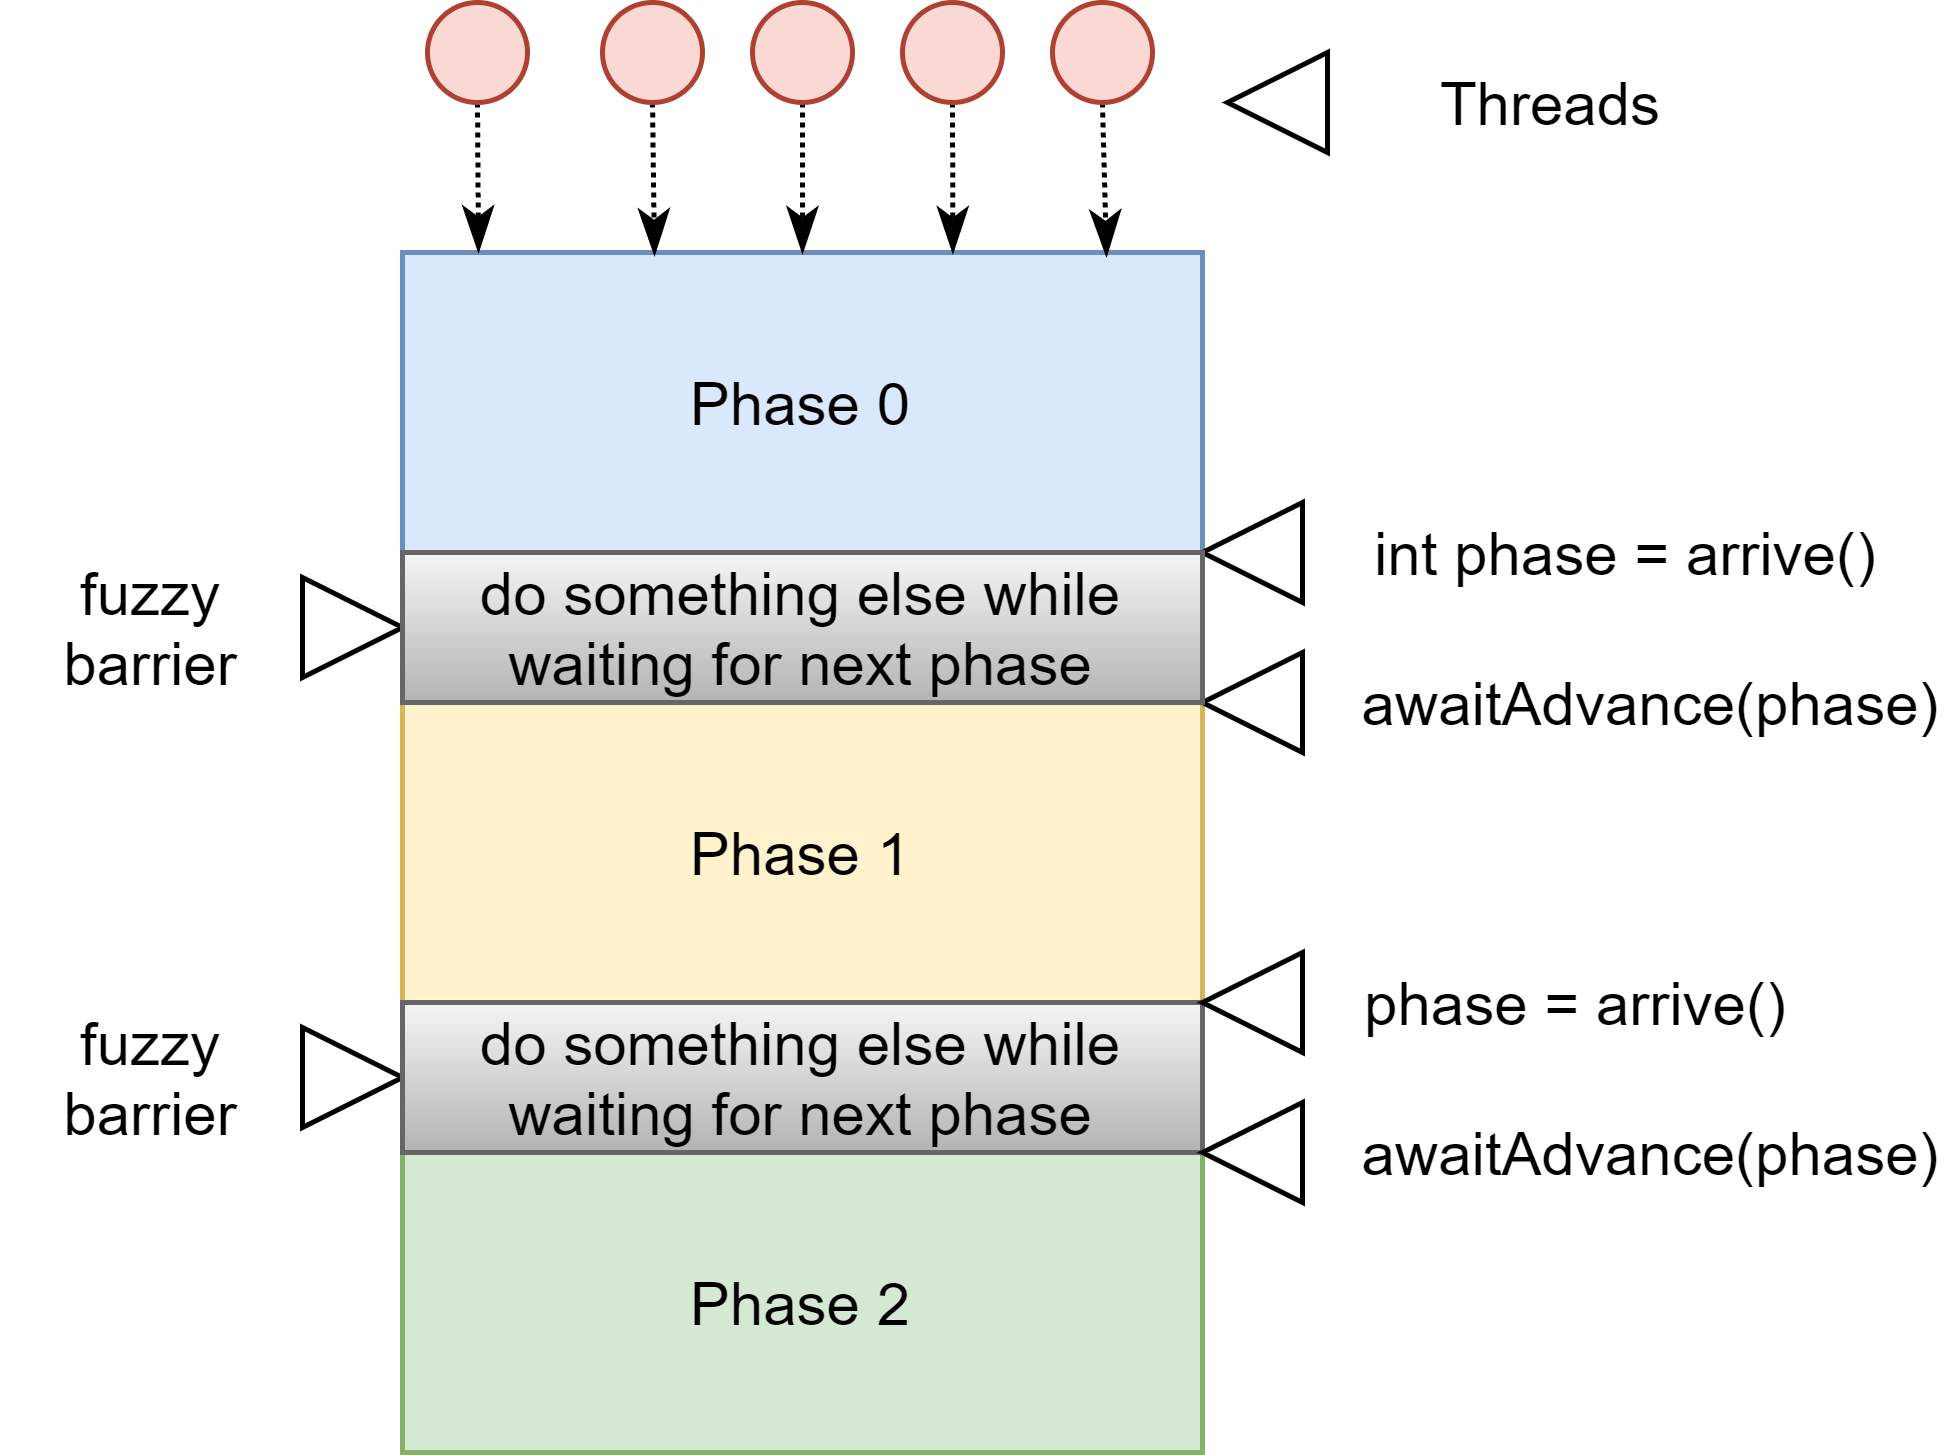 Threads
Phase 0
int phase = arrive()
fuzzy
barrier
do something else while
waiting for next phase
awaitAdvance(phase)
Phase 1
phase = arrive()
fuzzy
barrier
do something else while
waiting for next phase
awaitAdvance(phase)
Phase 2